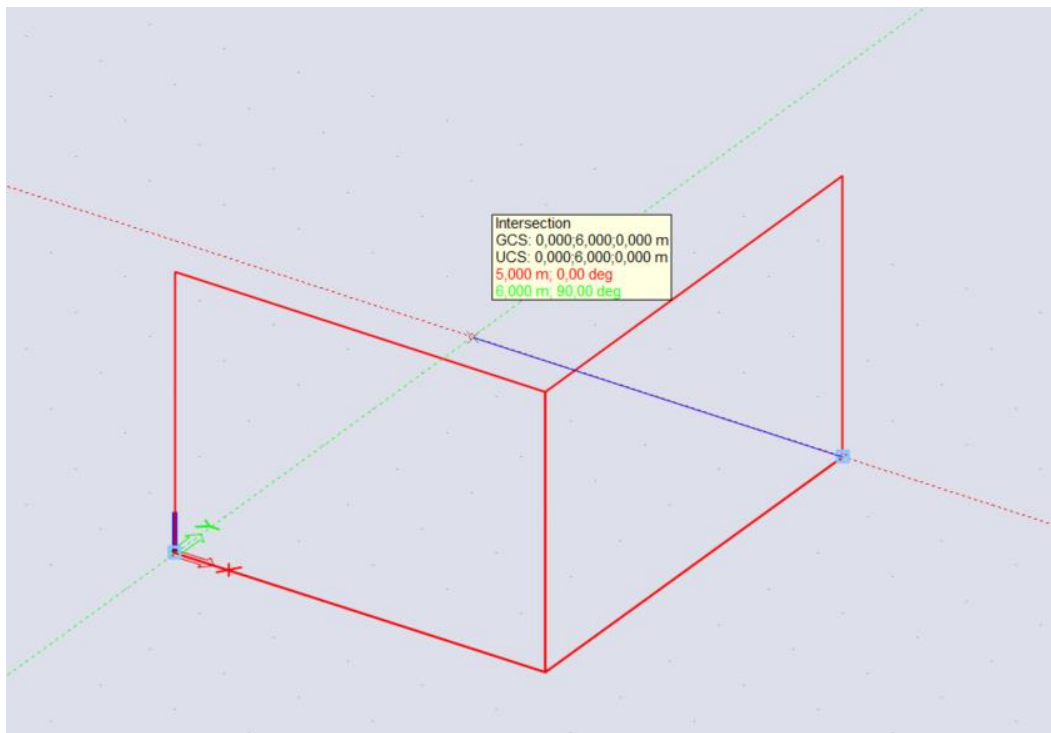 Intersection
GCS: 0,000;6,000;0,000 m
UCS: 0,000;6,000;0,000 m
5,000 m; 0,00 deg
6,000 m; 90,00 deg
Y
X